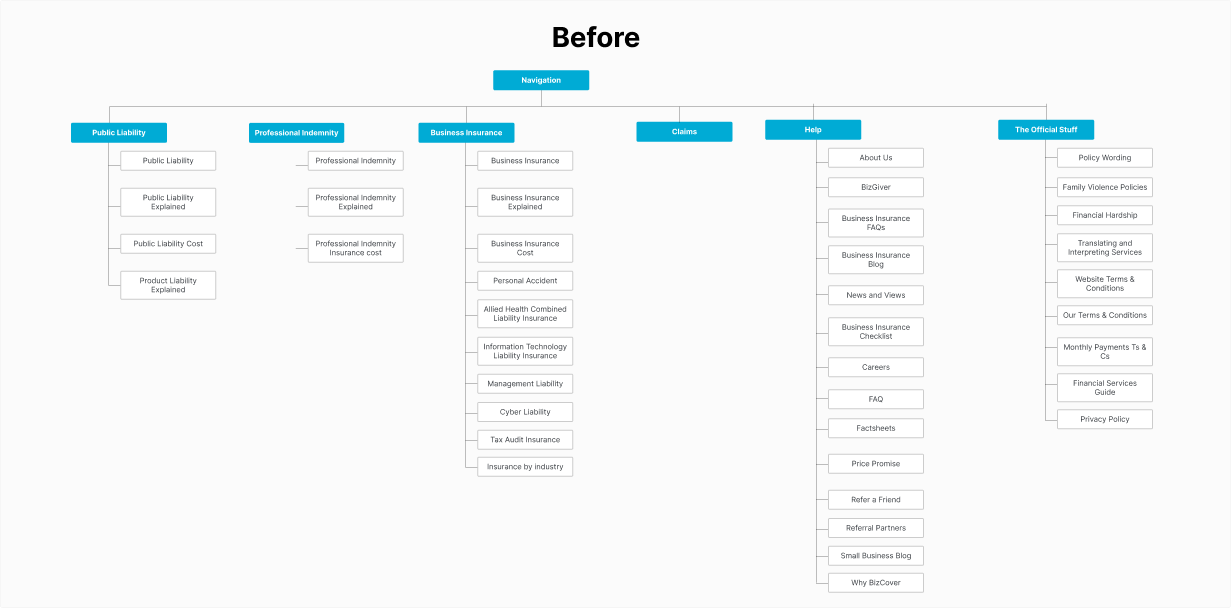 Before
Navigation
Public Liability
Public Liability
Public Liability
Explained
Public Liability Cost
Product Liability
Explained
Professional Indemnity
Professional Indemnity
Professional Indemnity
Explained
Professional Indemnity
Insurance cost
Business Insurance
Business Insurance
Business Insurance
Explained
Business Insurance
Cost
Personal Accident
Allied Health Combined
Liability Insurance
Information Technology
Liability Insurance
Management Liability
Cyber Liability
Tax Audit Insurance
Insurance by industry
Claims
Help
About Us
BizGiver
Business Insurance
FAQs
Business Insurance
Blog
News and Views
Business Insurance
Checklist
Careers
FAQ
Factsheets
Price Promise
Refer a Friend
Referral Partners
Small Business Blog
Why BizCover
The Official Stuff
Policy Wording
Family Violence Policies
Financial Hardship
Translating and
Interpreting Services
Website Terms &
Conditions
Our Terms & Conditions
Monthly Payments Ts &
Cs
Financial Services
Guide
Privacy Policy